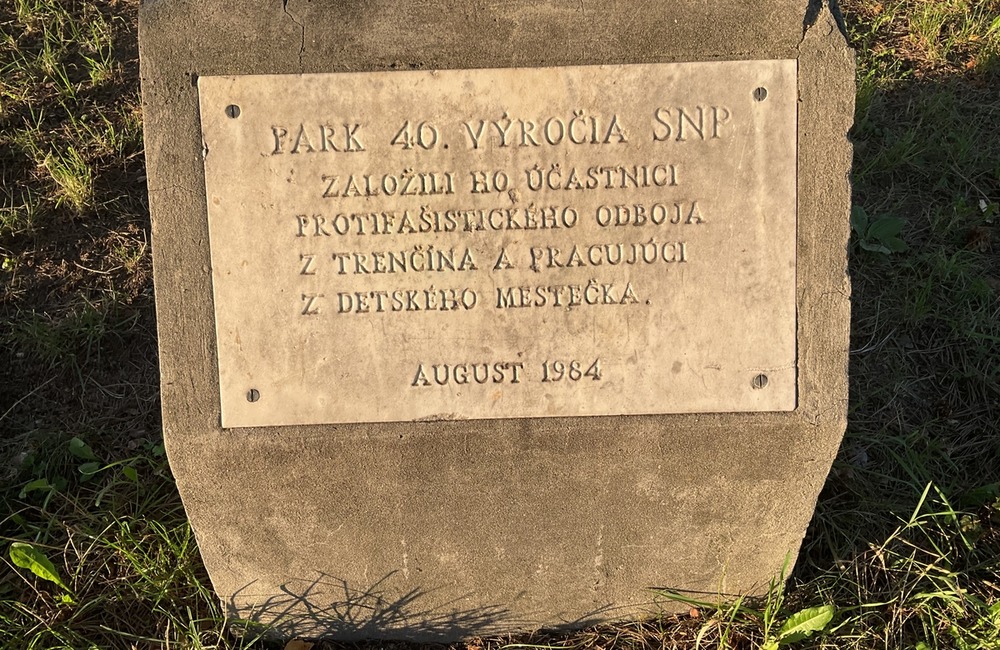 PARK 40. VÝROČIA SNP
ZALOŽILI HO ÚČASTNICI
PROTIFAŠISTICKÉHO ODBOJA
Z TRENČÍNA A PRACUJÚCI
Z DETSKÉHO MESTEČKA.
AUGUST 1984